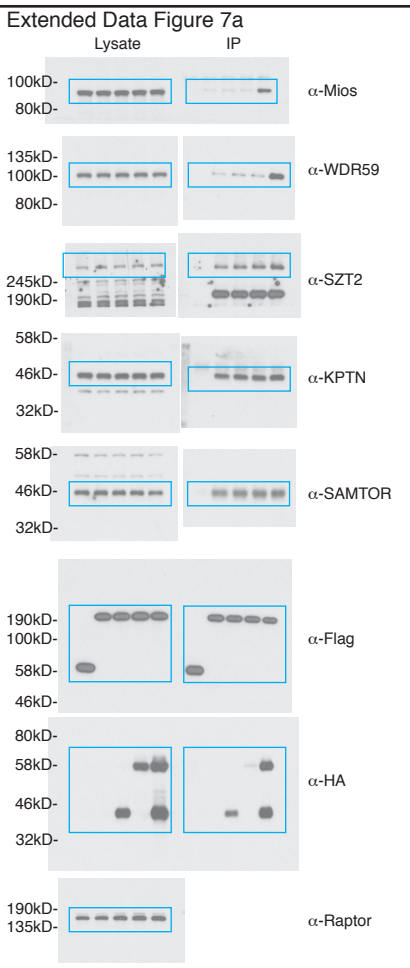 Extended Data Figure 7a
Lysate IP
100kD-
80kD-
α-Mios
135kD-
100kD-
80kD-
α-WDR59
245kD-
190kD-
α-SZT2
58kD-
46kD-
32kD-
α-KPTN
58kD-
46kD-
32kD-
α-SAMTOR
190kD-
100kD-
58kD-
46kD-
α-Flag
80kD-
58kD-
46kD-
32kD-
α-HA
190kD-
135kD-
α-Raptor